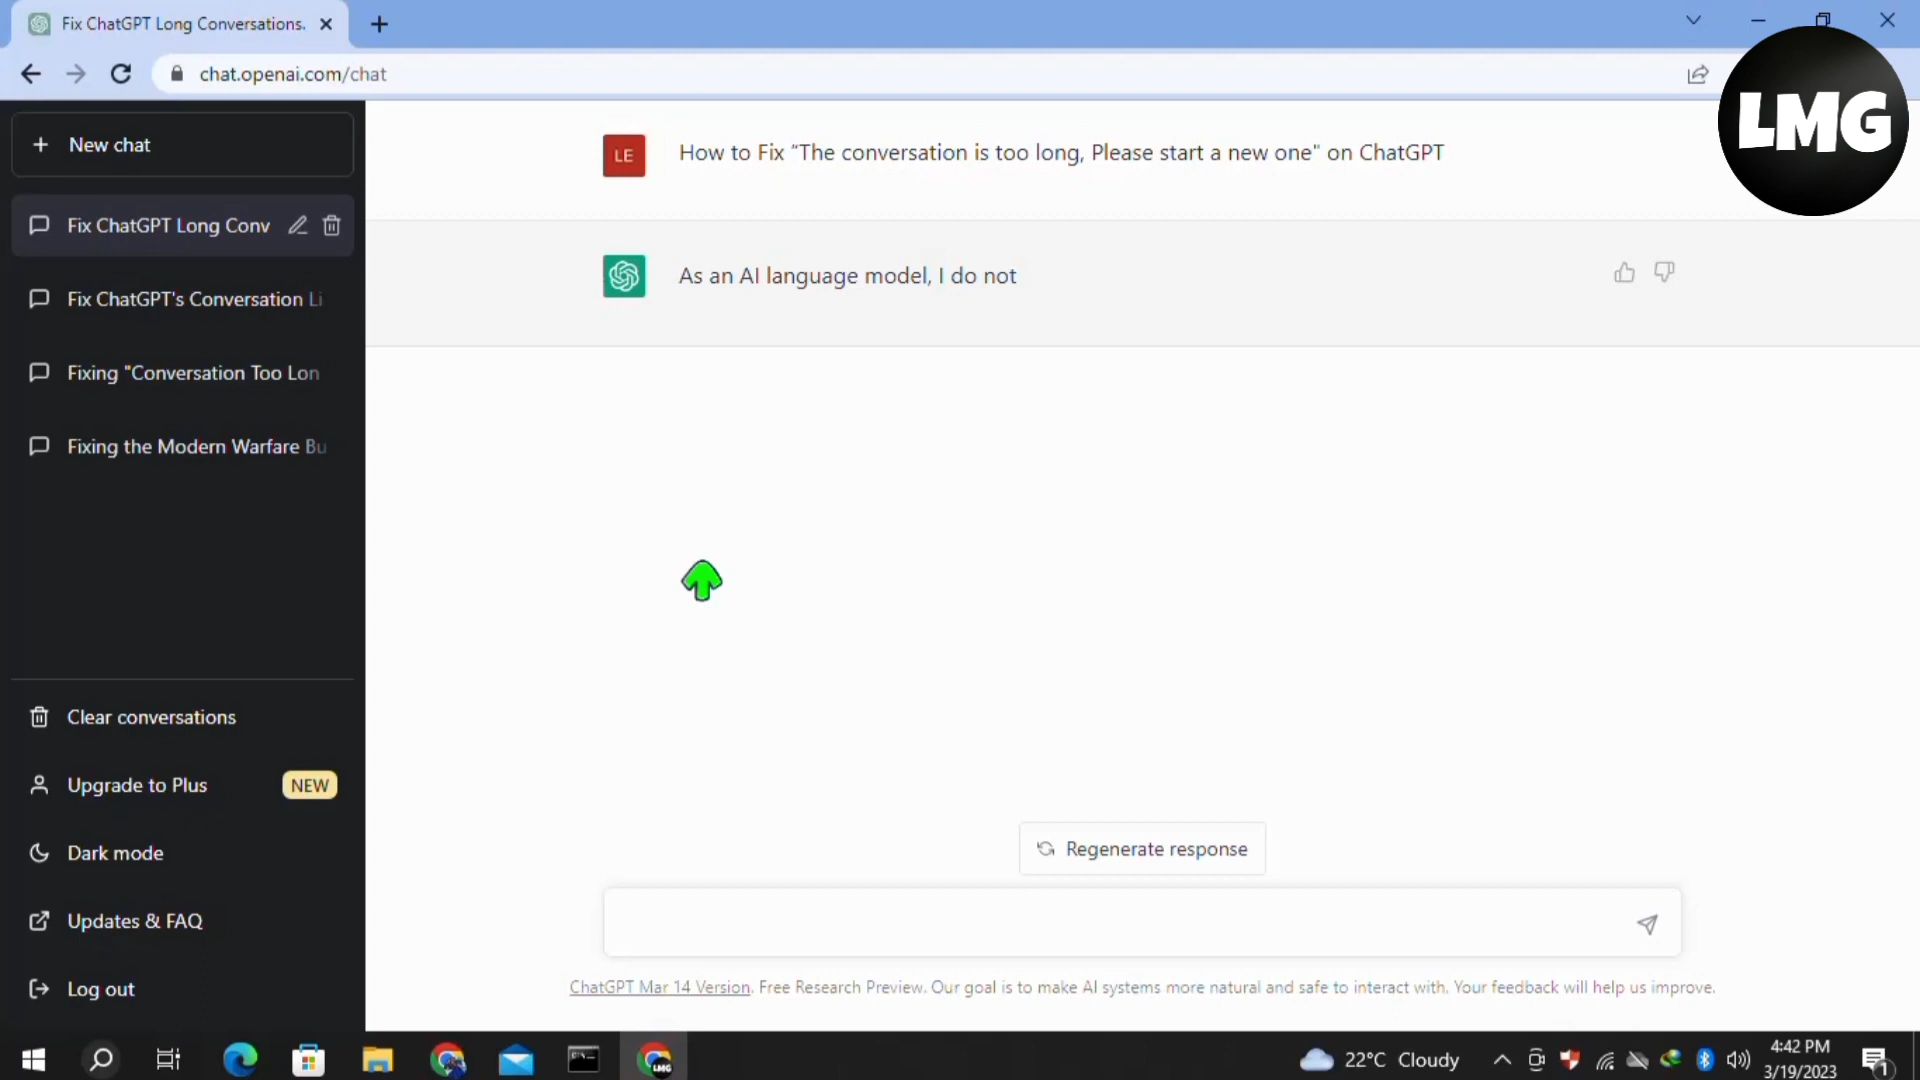 Fix ChatGPT Long Conversations.
chat.openai.com/chat
LMG
New chat
Fix ChatGPT Long Conv
Fix ChatGPT's Conversation Li
Fixing "Conversation Too Lon
Fixing the Modern Warfare Bu
Clear conversations
Upgrade to Plus NEW
Dark mode
Updates & FAQ
Log out
LE
How to Fix “The conversation is too long, Please start a new one" on ChatGPT
As an AI language model, I do not
Regenerate response
ChatGPT Mar 14 Version. Free Research Preview. Our goal is to make AI systems more natural and safe to interact with. Your feedback will help us improve.
LMG
22°C Cloudy
4:42 PM
3/19/2023
1